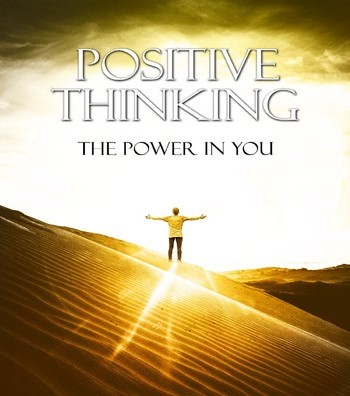 POSITIVE
THINKING
THE POWER IN YOU